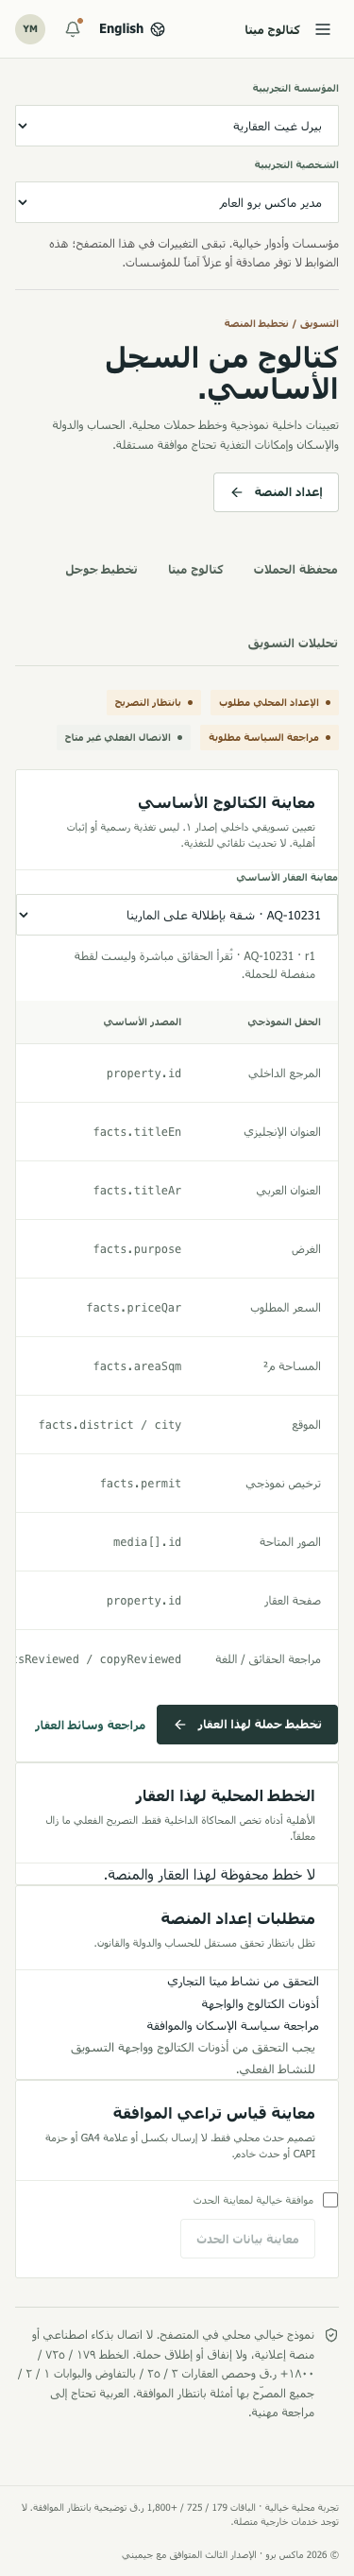 كتالوج ميتا
English
YM
المؤسسة التجريبية
بيرل غيت العقارية
الشخصية التجريبية
مدير ماكس برو العام
مؤسسات وأدوار خيالية. تبقى التغييرات في هذا المتصفح؛ هذه
الضوابط لا توفر مصادقة أو عزلاً آمناً للمؤسسات.
التسويق / تخطيط المنصة
كتالوج من السجل
الأساسي.
تعيينات داخلية نموذجية وخطط حملات محلية. الحساب والدولة
والإسكان وإمكانات التغذية تحتاج موافقة مستقلة.
إعداد المنصة
محفظة الحملات
كتالوج ميتا
تخطيط جوجل
تحليلات التسويق
الإعداد المحلي مطلوب
بانتظار التصريح
مراجعة السياسة مطلوبة
الاتصال الفعلي غير متاح
معاينة الكتالوج الأساسي
تعيين تسويقي داخلي إصدار ١. ليس تغذية رسمية أو إثبات
أهلية. لا تحديث تلقائي للتغذية.
معاينة العقار الأساسي
AQ-10231 · شقة بإطلالة على المارينا
AQ-10231 · r1 · تُقرأ الحقائق مباشرة وليست لقطة
منفصلة للحملة.
الحقل النموذجي
المصدر الأساسي
المرجع الداخلي
property.id
العنوان الإنجليزي
facts.titleEn
العنوان العربي
facts.titleAr
العرض
facts.purpose
السعر المطلوب
facts.priceQar
المساحة م²
facts.areaSqm
الموقع
facts.district / city
ترخيص نموذجي
facts.permit
الصور المتاحة
media[].id
صفحة العقار
property.id
مراجعة الحقائق / اللغة
tsReviewed / copyReviewed
تخطيط حملة لهذا العقار
مراجعة وسائط العقار
الخطط المحلية لهذا العقار
الأهلية أدناه تخص المحاكاة الداخلية فقط. التصريح الفعلي ما زال
معلقاً.
لا خطط محفوظة لهذا العقار والمنصة.
متطلبات إعداد المنصة
تظل بانتظار تحقق مستقل للحساب والدولة والقانون.
التحقق من نشاط ميتا التجاري
أذونات الكتالوج والواجهة
مراجعة سياسة الإسكان والموافقة
يجب التحقق من أذونات الكتالوج وواجهة التسويق
للنشاط الفعلي.
معاينة قياس تراعي الموافقة
تصميم حدث محلي فقط. لا إرسال بكسل أو علامة GA4 أو حزمة
CAPI أو حدث خادم.
موافقة خيالية لمعاينة الحدث
معاينة بيانات الحدث
نموذج خيالي محلي في المتصفح. لا اتصال بذكاء اصطناعي أو
منصة إعلانية، ولا إنفاق أو إطلاق حملة. الخطط ١٧٩ / ٧٢٥ /
١٨٠٠+ ر.ق وحصص العقارات ٣ / ٢٥ / بالتفاوض والبوابات ١ / ٢ /
جميع المصرّح بها أمثلة بانتظار الموافقة. العربية تحتاج إلى
مراجعة مهنية.
تجربة محلية خيالية · الباقات 179 / 725 / +1,800 ر.ق توضيحية بانتظار الموافقة. لا
توجد خدمات خارجية متصلة.
© 2026 ماكس برو · الإصدار الثالث المتوافق مع جيميني